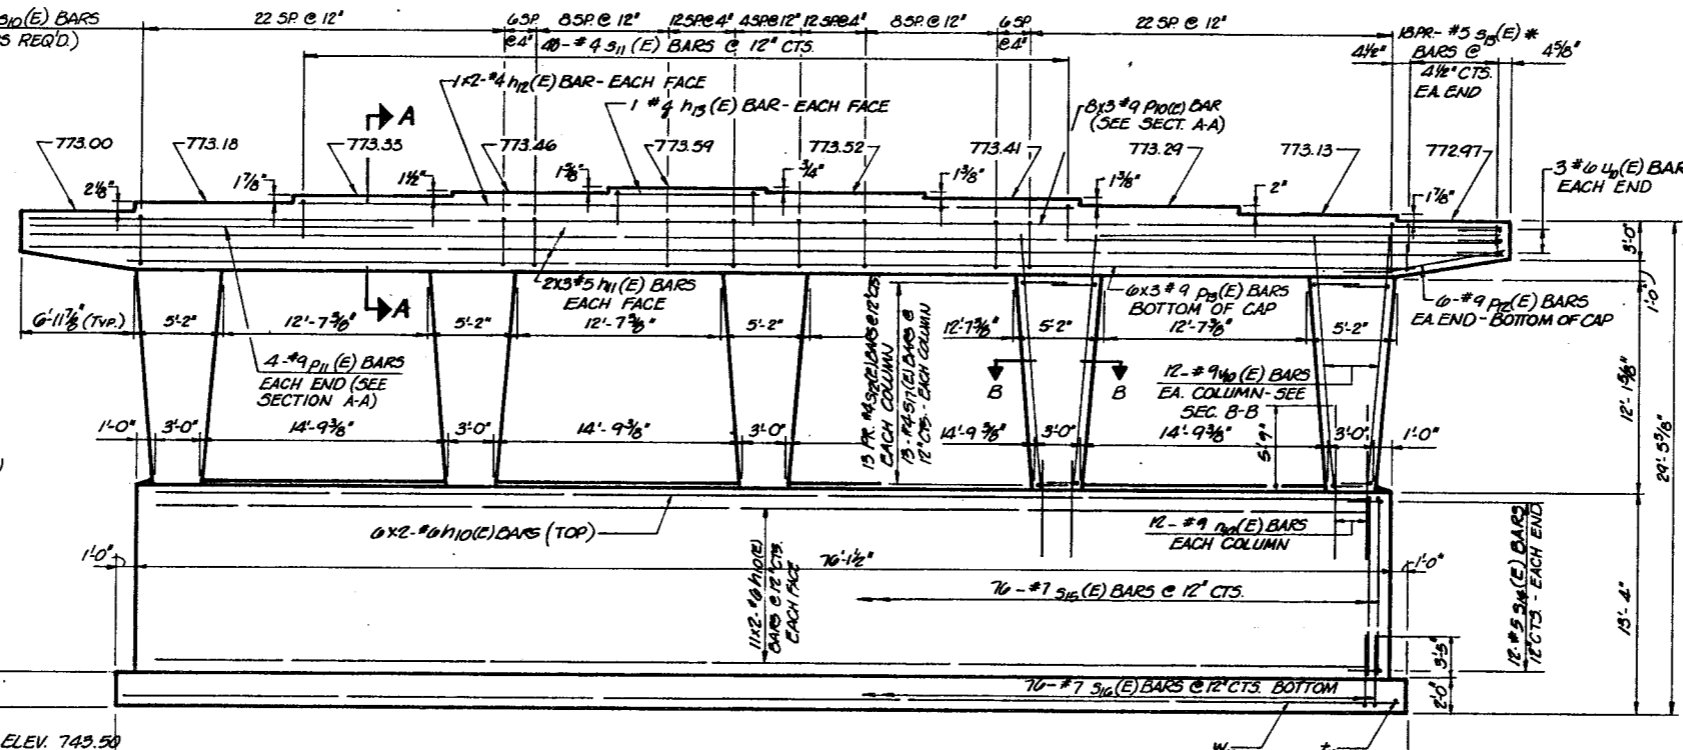 s10(E) BARS
S REQ'D.)
22 SP. @ 12"
6 SP. @ 4"
8 SP. @ 12"
12 SP @ 4"
4 SP @ 12"
12 SP @ 4"
8 SP. @ 12"
6 SP @ 4"
22 SP. @ 12"
48-#4 s11(E) BARS @ 12" CTS.
18 PR.-#5 s13(E) *
BARS @
4½" CTS.
EA. END
4½"
4⅝"
1x2-#4 h12(E) BAR-EACH FACE
1 #4 h13(E) BAR-EACH FACE
8x3 #9 p10(E) BAR
(SEE SECT. A-A)
A
773.00
773.18
773.33
773.46
773.59
773.52
773.41
773.29
773.13
772.97
3 #6 u10(E) BAR
EACH END
2⅛"
1⅞"
1½"
1⅝"
¾"
1⅜"
1⅜"
2"
1⅞"
3'-0"
1'-0"
2x3 #5 h11(E) BARS
EACH FACE
A
6x3 #9 p13(E) BARS
BOTTOM OF CAP
6-#9 p12(E) BARS
EA. END-BOTTOM OF CAP
6'-11⅞" (TYP.)
5'-2"
12'-7⅜"
5'-2"
12'-7⅜"
5'-2"
12'-7⅜"
5'-2"
12'-7⅜"
5'-2"
4-#9 p11(E) BARS
EACH END (SEE
SECTION A-A)
13 PR. #4 s12(E) BARS @ 12" CTS
EACH COLUMN
13-#4 s17(E) BARS @
12" CTS.-EACH COLUMN
B
B
12-#9 v10(E) BARS
EA. COLUMN-SEE
SEC. B-B
12'-1⅝"
29'-5⅝"
1'-0"
3'-0"
14'-9⅜"
3'-0"
14'-9⅜"
3'-0"
14'-9⅜"
3'-0"
14'-9⅜"
3'-0"
1'-0"
5'-9"
6x2-#6 h10(E) BARS (TOP)
12-#9 n10(E) BARS
EACH COLUMN
1'-0"
76'-1½"
1'-0"
11x2-#6 h10(E)
BARS @ 12" CTS.
EACH FACE
76-#7 s15(E) BARS @ 12" CTS.
12-#5 s14(E) BARS
12" CTS.-EACH END
13'-4"
3'-3"
76-#7 s16(E) BARS @ 12" CTS. BOTTOM
2'-0"
ELEV. 743.50
w
t